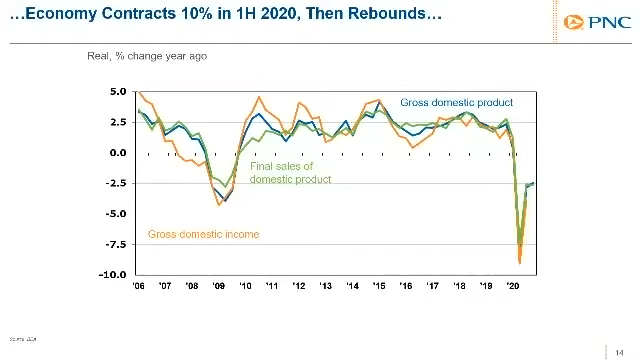 …Economy Contracts 10% in 1H 2020, Then Rebounds…
PNC
Real, % change year ago
5.0
2.5
0.0
-2.5
-5.0
-7.5
-10.0
Gross domestic product
Final sales of
domestic product
Gross domestic income
'06 '07 '08 '09 '10 '11 '12 '13 '14 '15 '16 '17 '18 '19 '20
Source: BEA
14